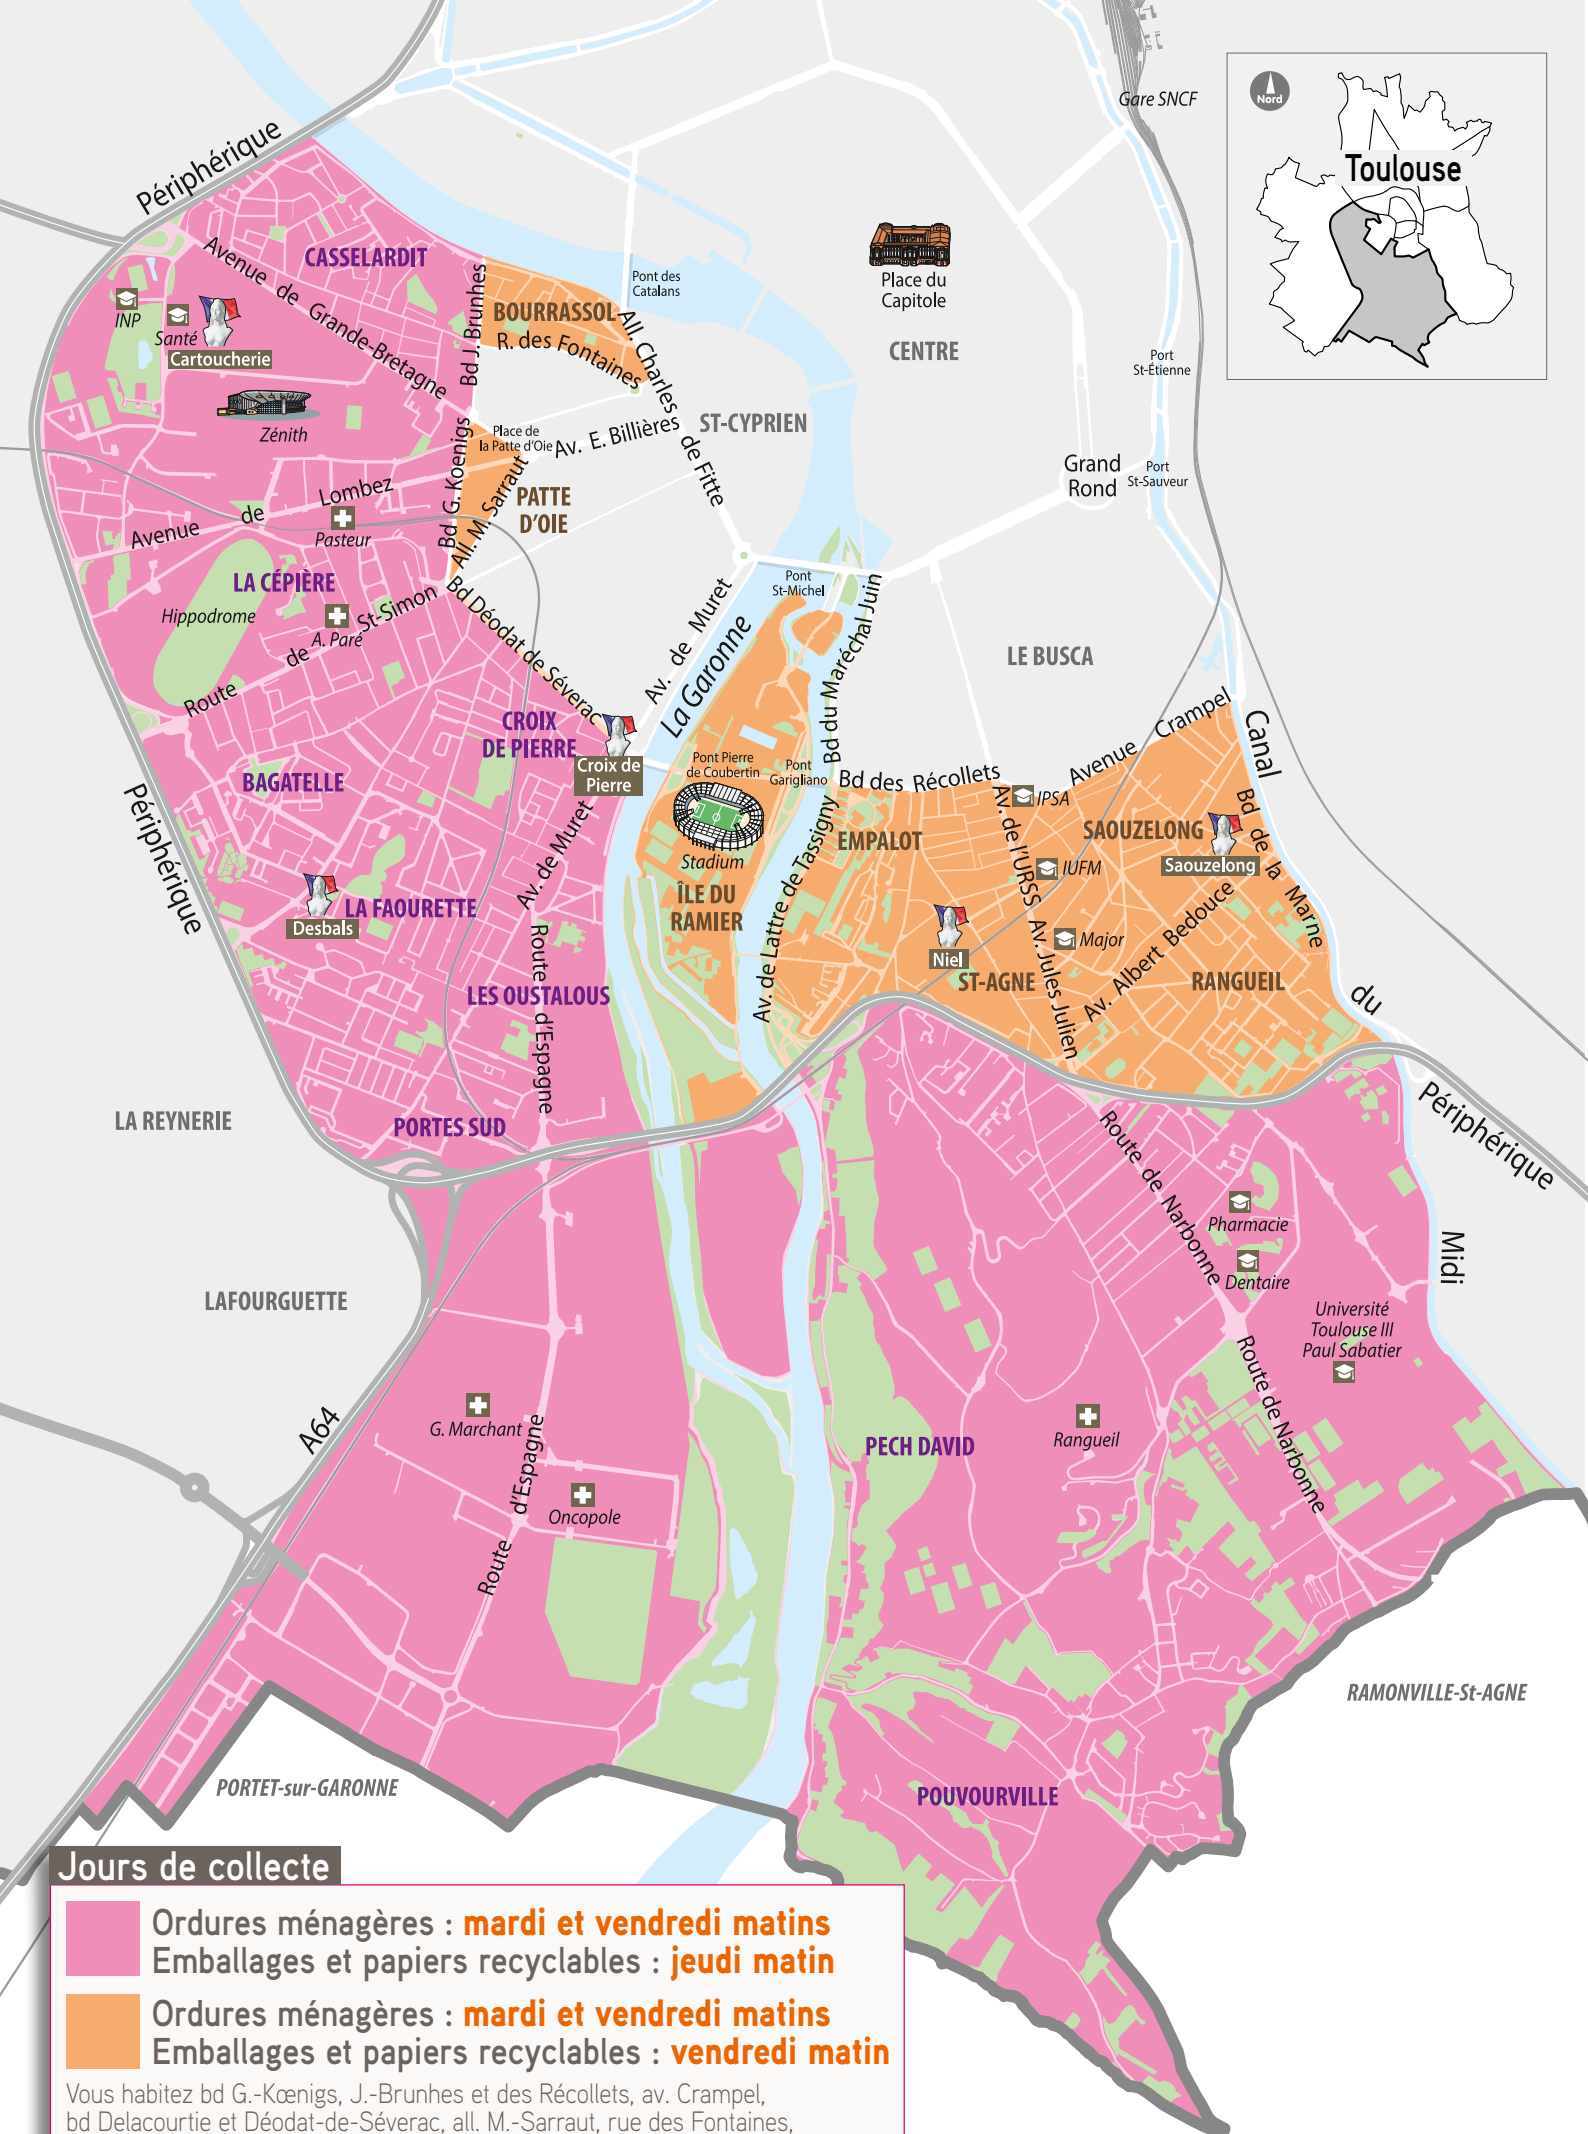 Périphérique
Gare SNCF
Nord
Toulouse
CASSELARDIT
Avenue de Grande-Bretagne
INP
Santé
Cartoucherie
Zénith
Bd J. Brunhes
BOURRASSOL
R. des Fontaines
All. Charles de Fitte
Pont des
Catalans
Place du
Capitole
CENTRE
Port
St-Étienne
ST-CYPRIEN
Place de
la Patte d'Oie
Av. E. Billières
Bd G. Koenigs
All. M. Sarraut
PATTE
D'OIE
Grand
Rond
Port
St-Sauveur
Avenue de Lombez
Pasteur
LA CÉPIÈRE
Hippodrome
A. Paré
Route de St-Simon
Bd Déodat de Séverac
Av. de Muret
La Garonne
Pont
St-Michel
Bd du Maréchal Juin
LE BUSCA
CROIX
DE PIERRE
Croix de
Pierre
BAGATELLE
Périphérique
Pont Pierre
de Coubertin
Pont
Garigliano
Bd des Récollets
Avenue Crampel
Canal
du
Midi
Stadium
ÎLE DU
RAMIER
EMPALOT
Av. de l'URSS
IPSA
SAOUZELONG
Saouzelong
Bd de la Marne
IUFM
Av. de Muret
Desbals
LA FAOURETTE
Av. de Lattre de Tassigny
Niel
ST-AGNE
Major
Av. Jules Julien
Av. Albert Bedouce
RANGUEIL
LES OUSTALOUS
Route d'Espagne
LA REYNERIE
PORTES SUD
Périphérique
Route de Narbonne
Pharmacie
Dentaire
Université
Toulouse III
Paul Sabatier
LAFOURGUETTE
A64
G. Marchant
Route d'Espagne
Oncopole
PECH DAVID
Rangueil
Route de Narbonne
RAMONVILLE-St-AGNE
PORTET-sur-GARONNE
POUVOURVILLE
Jours de collecte
Ordures ménagères : mardi et vendredi matins
Emballages et papiers recyclables : jeudi matin
Ordures ménagères : mardi et vendredi matins
Emballages et papiers recyclables : vendredi matin
Vous habitez bd G.-Kœnigs, J.-Brunhes et des Récollets, av. Crampel,
bd Delacourtie et Déodat-de-Séverac, all. M.-Sarraut, rue des Fontaines,